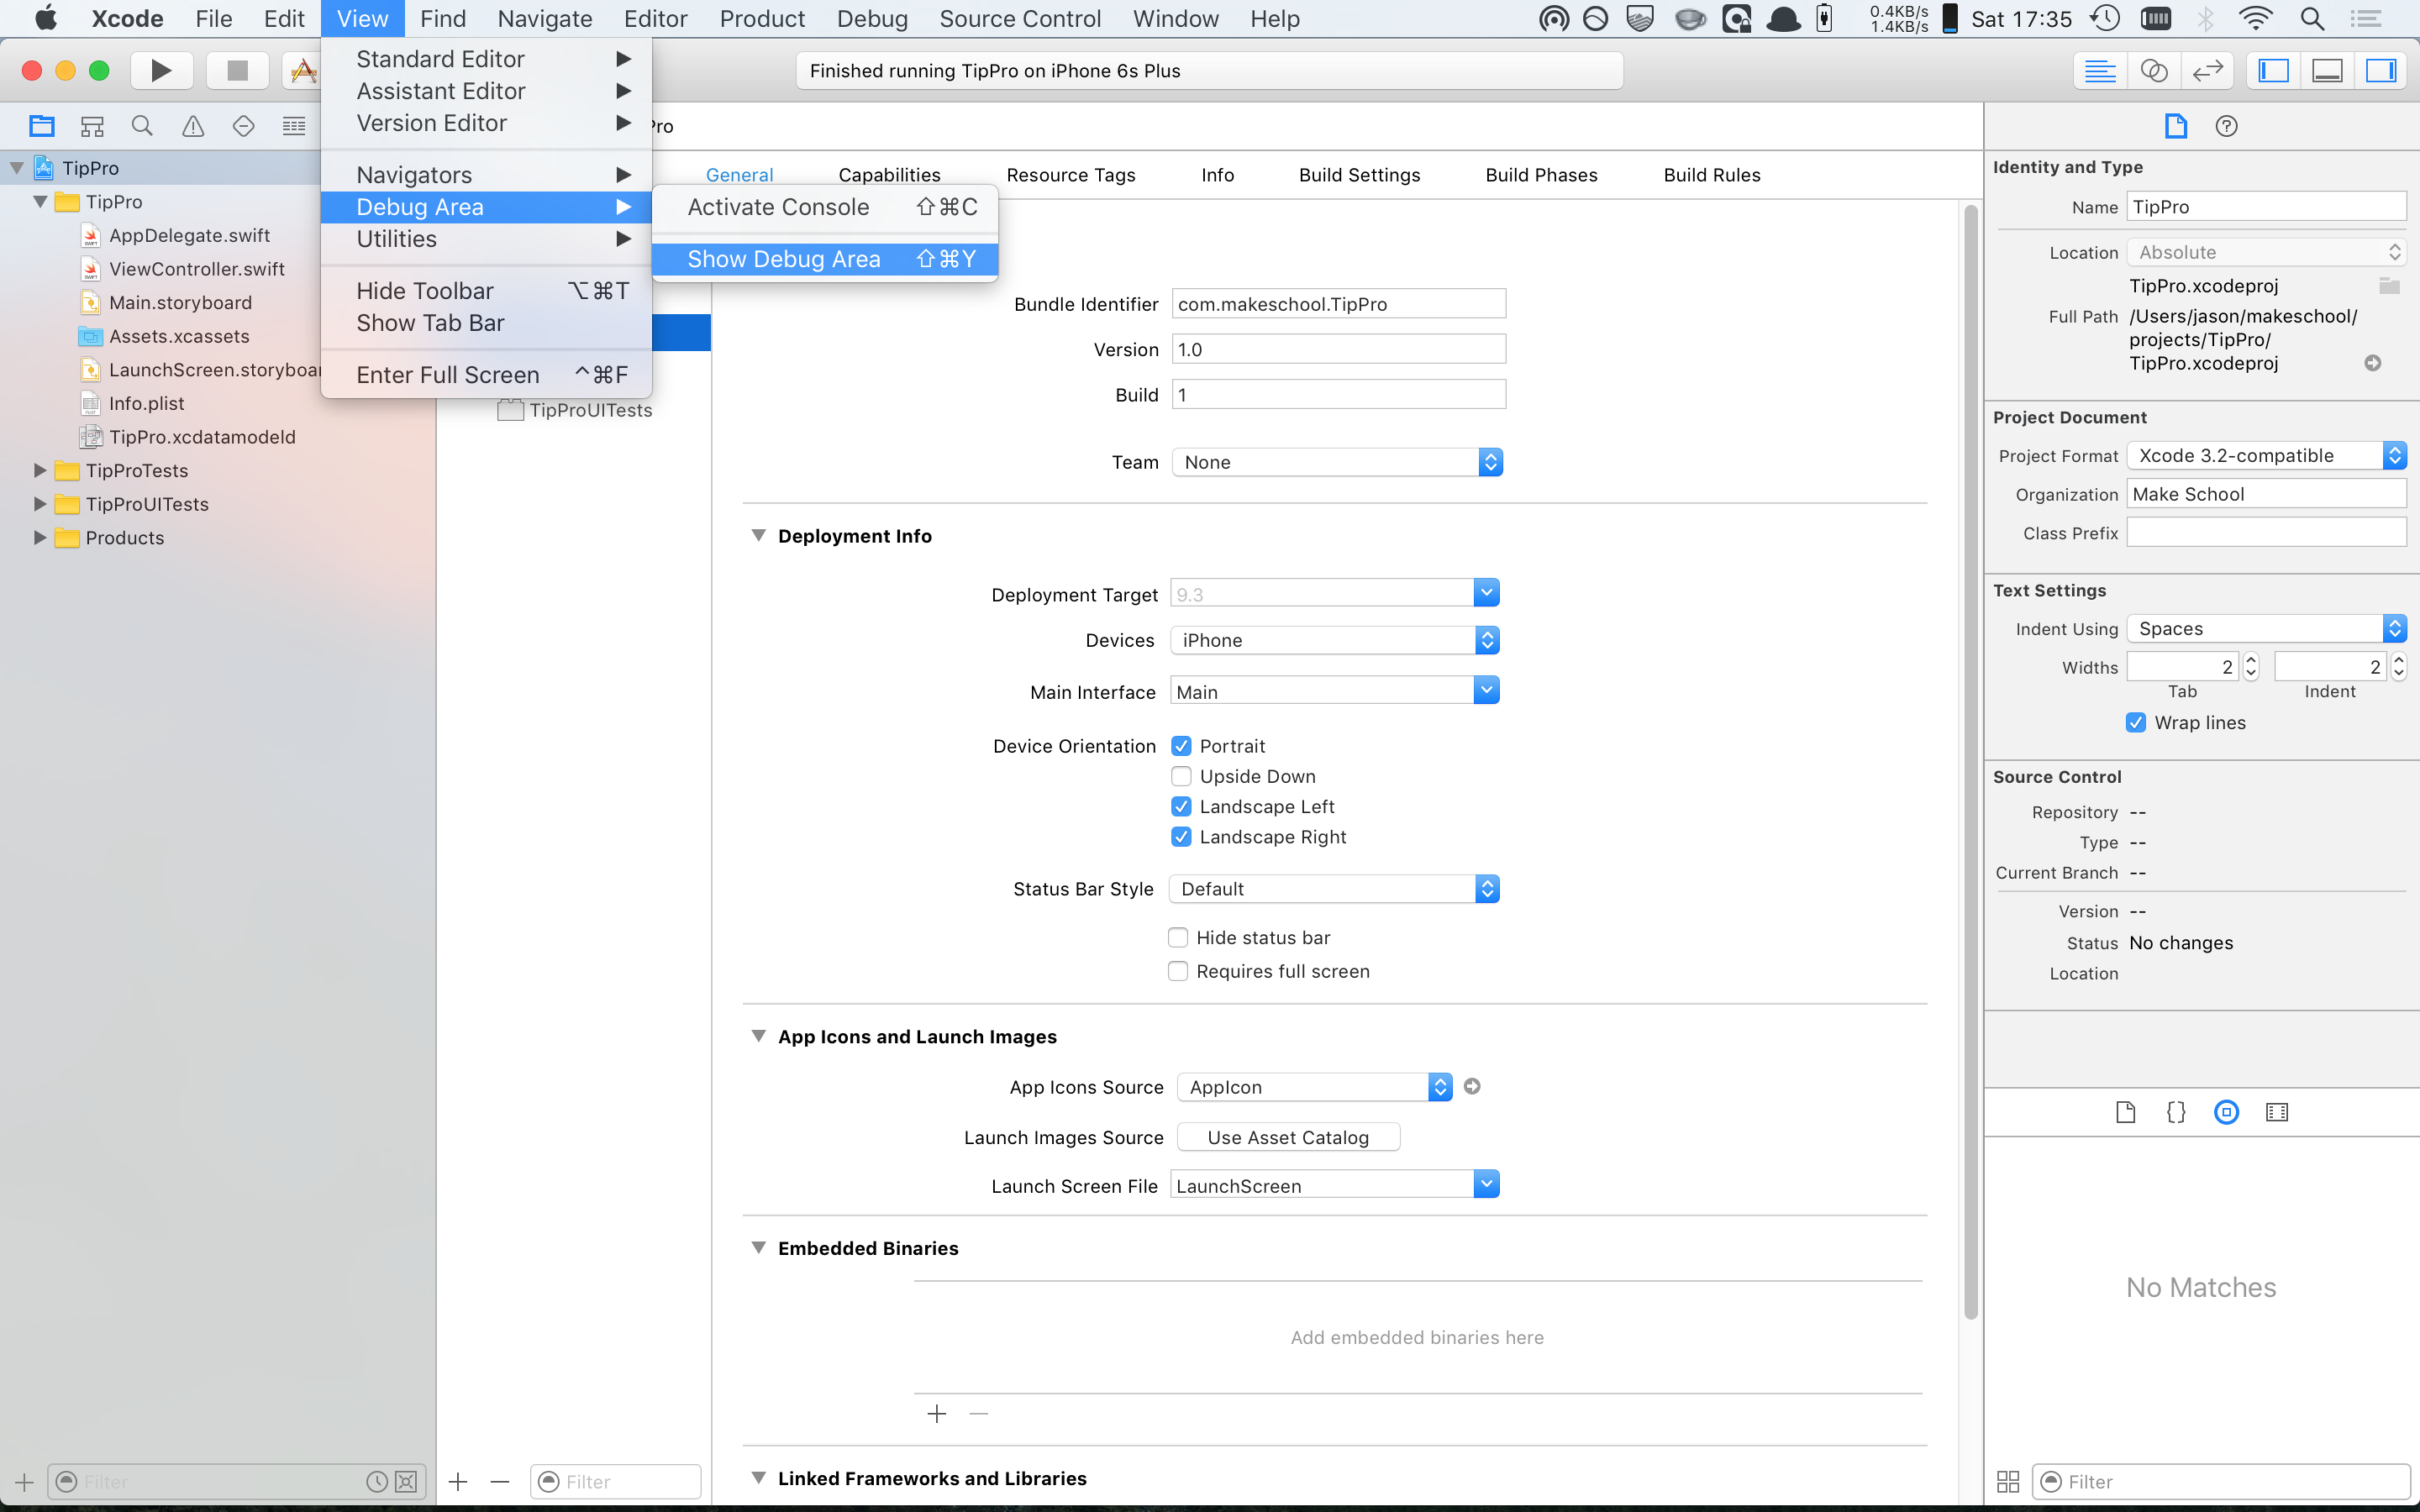 Xcode File Edit View Find Navigate Editor Product Debug Source Control Window Help
0.4KB/s
1.4KB/s
Sat 17:35
Finished running TipPro on iPhone 6s Plus
Standard Editor
Assistant Editor
Version Editor
Navigators
Debug Area
Utilities
Hide Toolbar ⌥⌘T
Show Tab Bar
Enter Full Screen ^⌘F
Activate Console ⇧⌘C
Show Debug Area ⇧⌘Y
TipPro
TipPro
AppDelegate.swift
ViewController.swift
Main.storyboard
Assets.xcassets
LaunchScreen.storyboar
Info.plist
TipPro.xcdatamodeld
TipProTests
TipProUITests
Products
Filter
Pro
TipProUITests
Filter
General Capabilities Resource Tags Info Build Settings Build Phases Build Rules
Bundle Identifier com.makeschool.TipPro
Version 1.0
Build 1
Team None
Deployment Info
Deployment Target 9.3
Devices iPhone
Main Interface Main
Device Orientation Portrait
Upside Down
Landscape Left
Landscape Right
Status Bar Style Default
Hide status bar
Requires full screen
App Icons and Launch Images
App Icons Source AppIcon
Launch Images Source Use Asset Catalog
Launch Screen File LaunchScreen
Embedded Binaries
Add embedded binaries here
Linked Frameworks and Libraries
Identity and Type
Name TipPro
Location Absolute
TipPro.xcodeproj
Full Path /Users/jason/makeschool/
projects/TipPro/
TipPro.xcodeproj
Project Document
Project Format Xcode 3.2-compatible
Organization Make School
Class Prefix
Text Settings
Indent Using Spaces
Widths 2 2
Tab Indent
Wrap lines
Source Control
Repository --
Type --
Current Branch --
Version --
Status No changes
Location
No Matches
Filter